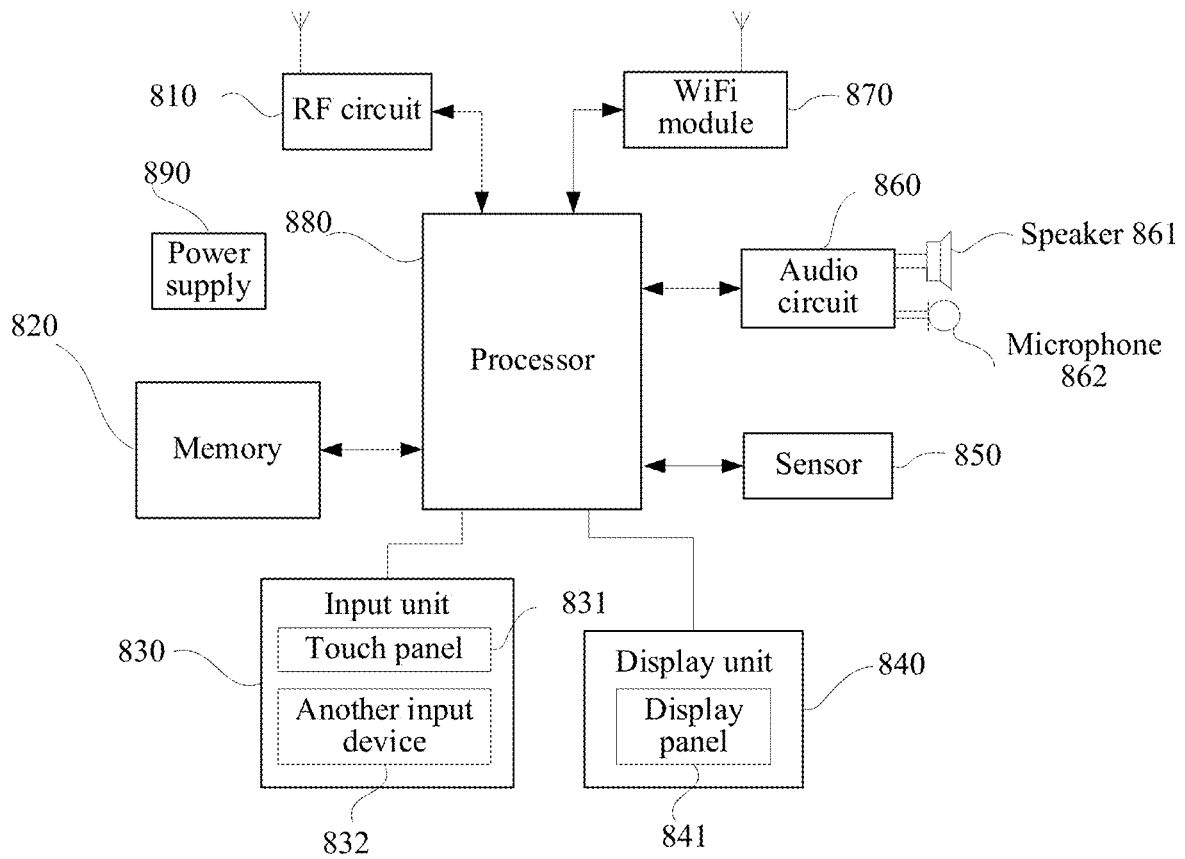 810
RF circuit
WiFi
module
870
890
Power
supply
880
860
Audio
circuit
Speaker 861
Microphone
862
820
Memory
Processor
Sensor
850
Input unit
831
Touch panel
830
Another input
device
832
Display unit
840
Display
panel
841